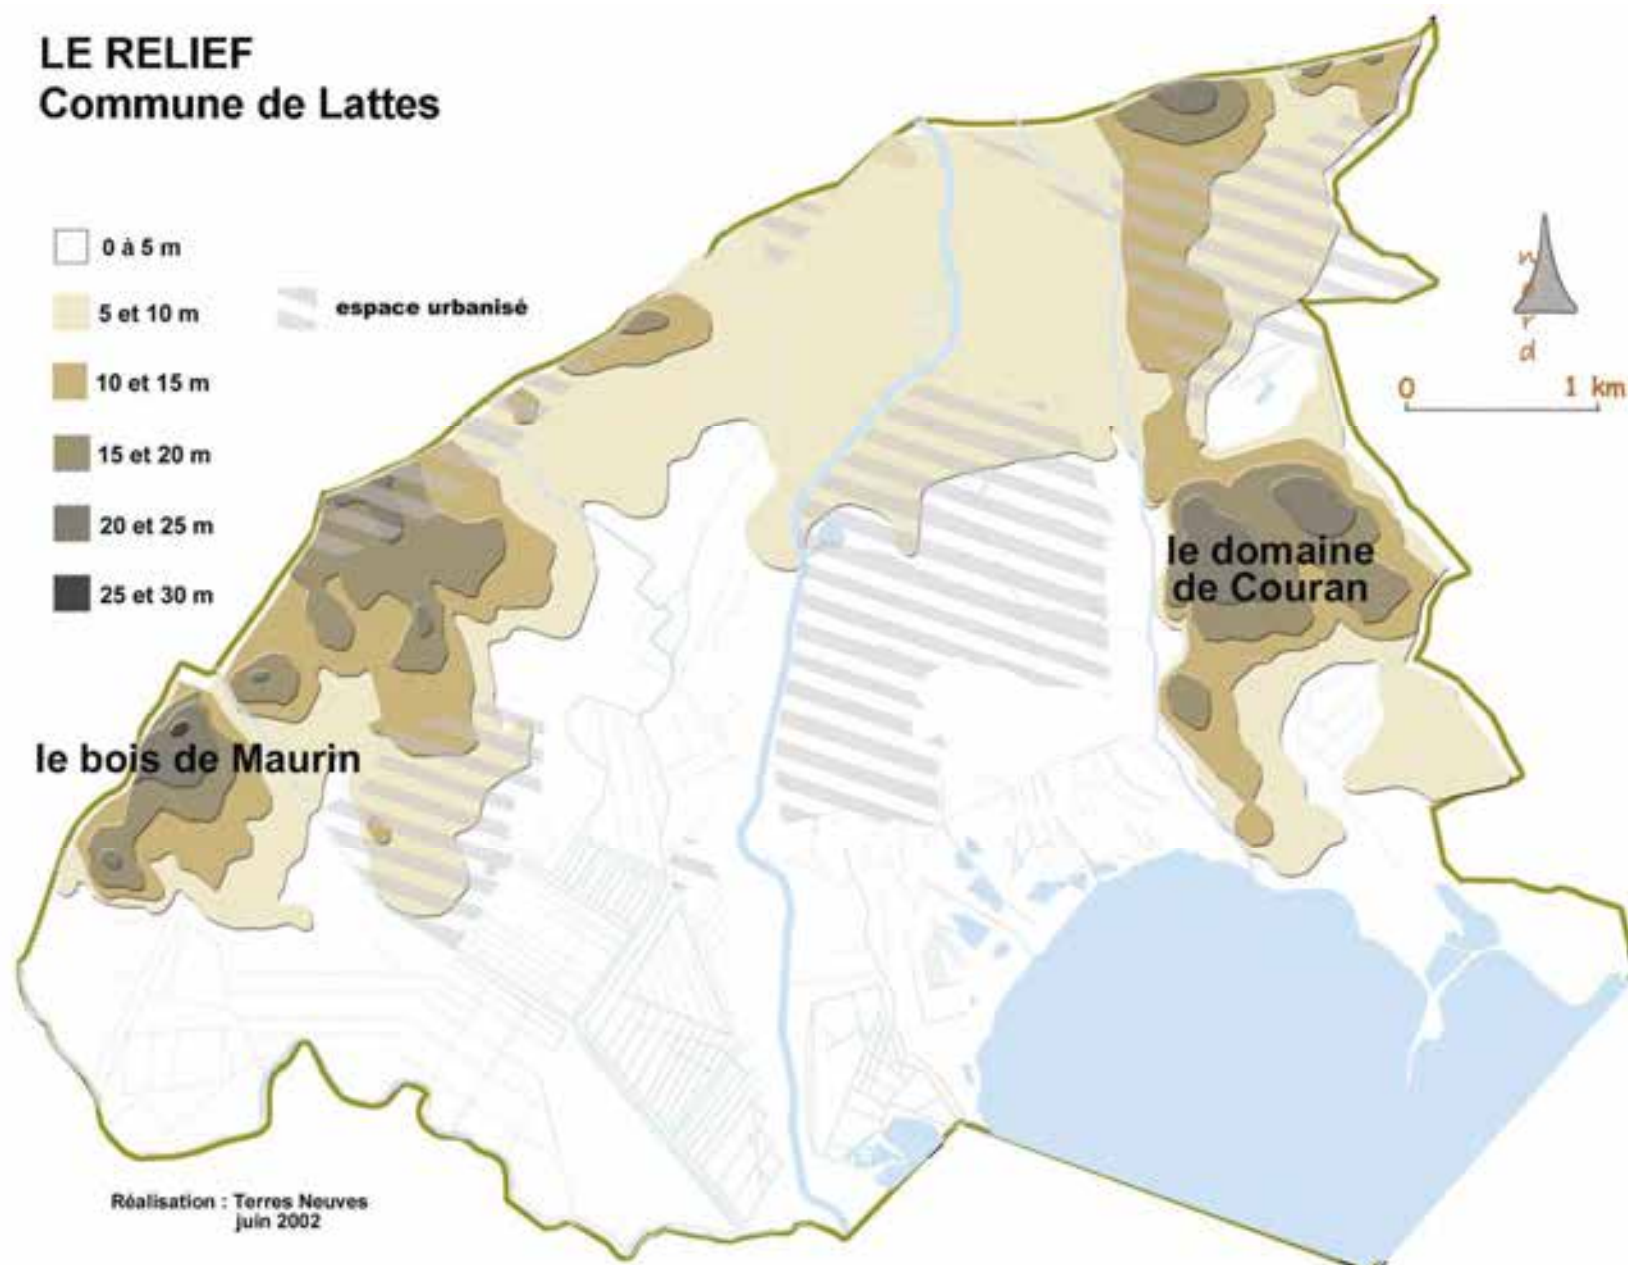 LE RELIEF
Commune de Lattes
0 à 5 m
5 et 10 m
10 et 15 m
15 et 20 m
20 et 25 m
25 et 30 m
espace urbanisé
nord
0 1 km
le domaine
de Couran
le bois de Maurin
Réalisation : Terres Neuves
juin 2002